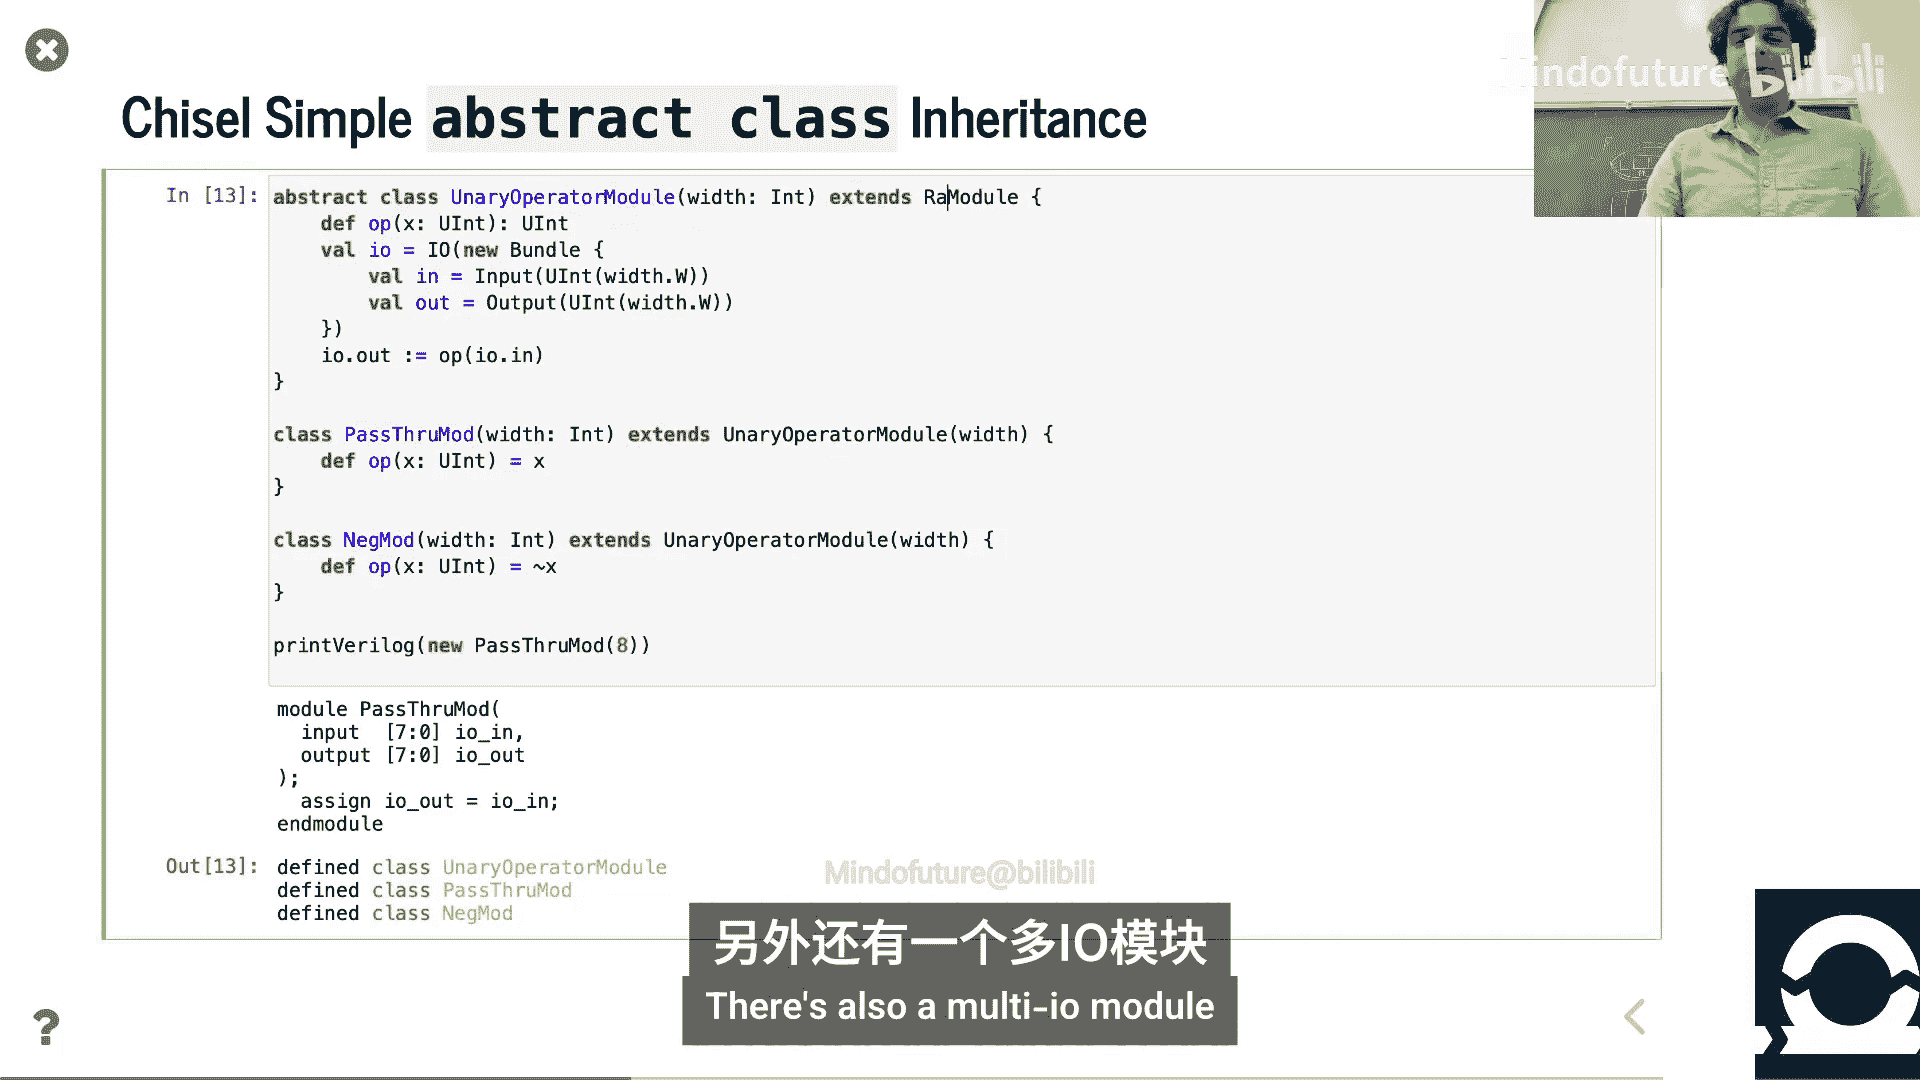 Mindofuture bilibili
Chisel Simple abstract class Inheritance
In [13]: abstract class UnaryOperatorModule(width: Int) extends RaModule {
    def op(x: UInt): UInt
    val io = IO(new Bundle {
        val in = Input(UInt(width.W))
        val out = Output(UInt(width.W))
    })
    io.out := op(io.in)
}
class PassThruMod(width: Int) extends UnaryOperatorModule(width) {
    def op(x: UInt) = x
}
class NegMod(width: Int) extends UnaryOperatorModule(width) {
    def op(x: UInt) = ~x
}
printVerilog(new PassThruMod(8))
module PassThruMod(
  input  [7:0] io_in,
  output [7:0] io_out
);
  assign io_out = io_in;
endmodule
Out[13]: defined class UnaryOperatorModule
defined class PassThruMod
defined class NegMod
Mindofuture@bilibili
另外还有一个多IO模块
There's also a multi-io module
?